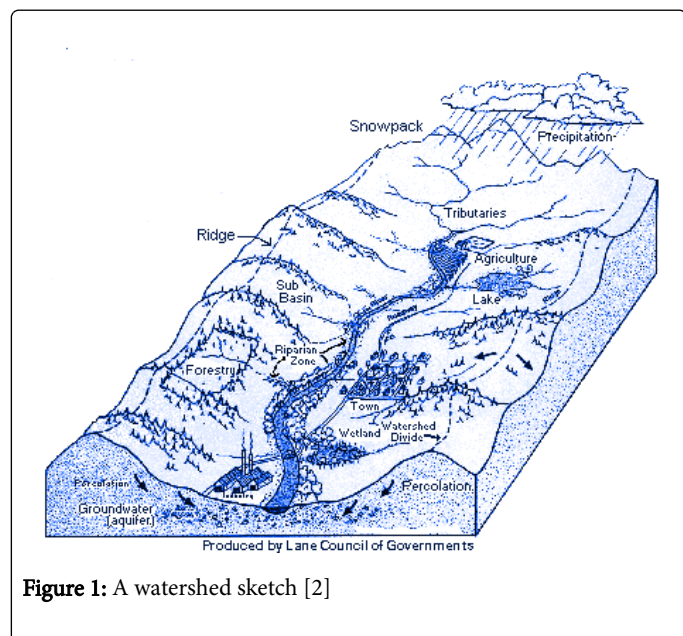 Snowpack
Precipitation
Tributaries
Ridge
Agriculture
Sub
Basin
Lake
Riparian
Zone
Forestry
Town
Wetland
Watershed
Divide
Industry
Percolation
Percolation
Groundwater
(aquifer)
Produced by Lane Council of Governments
Figure 1: A watershed sketch [2]